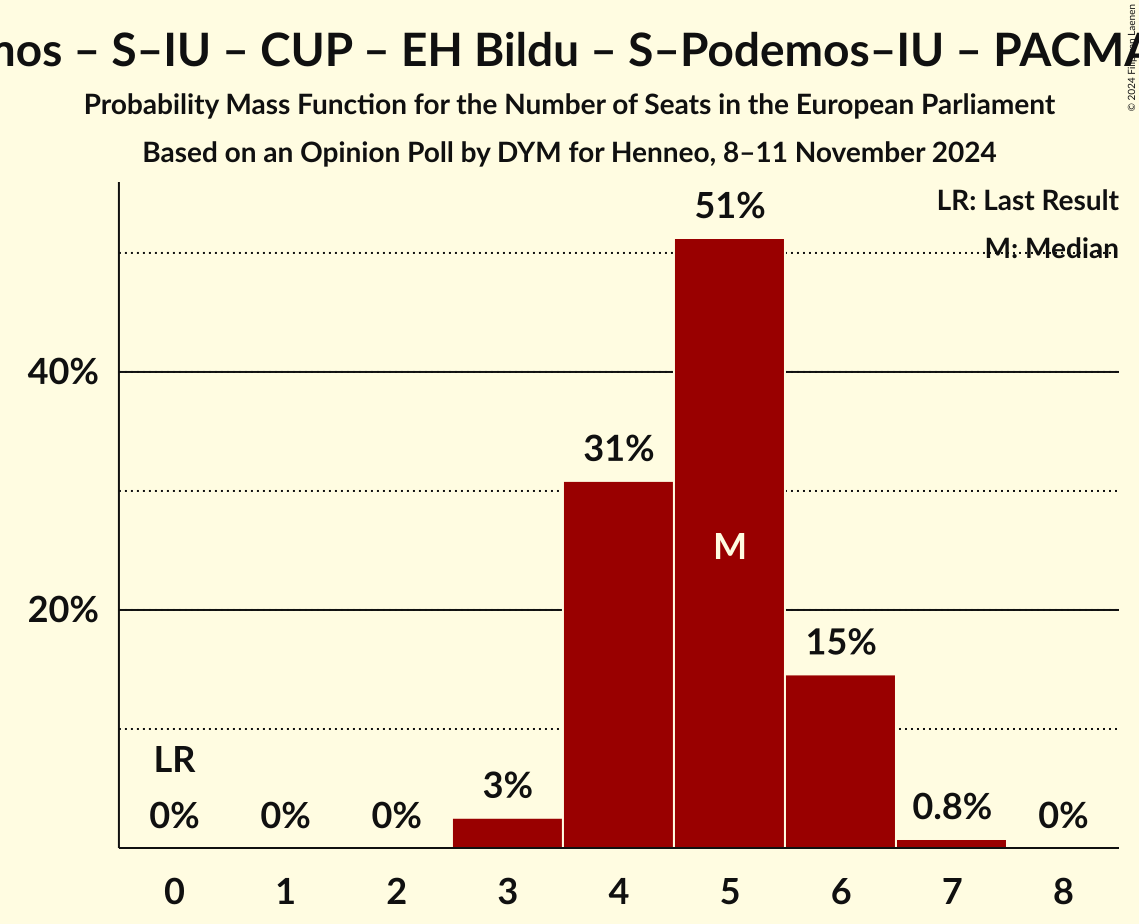 – S–IU – CUP – EH Bildu – S–Podemos–IU –
Probability Mass Function for the Number of Seats in the European Parliament
Based on an Opinion Poll by DYM for Henneo, 8–11 November 2024
© 2024 Filip Laenen
LR: Last Result
M: Median
51%
40%
31%
M
20%
15%
LR
3%
0.8%
0% 0% 0% 0%
0 1 2 3 4 5 6 7 8